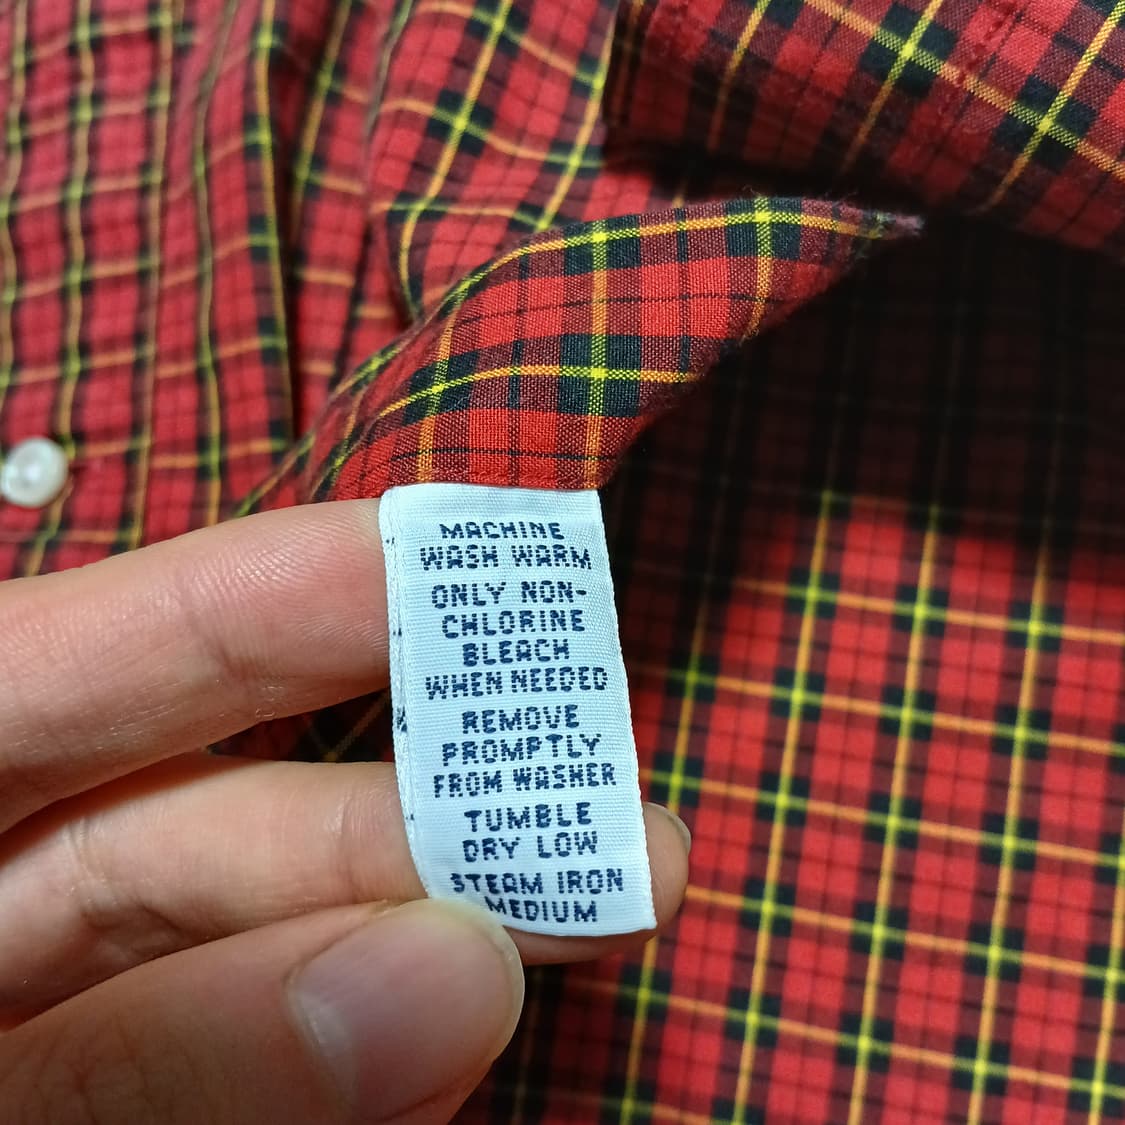 MACHINE
WASH WARM
ONLY NON-
CHLORINE
BLEACH
WHEN NEEDED
REMOVE
PROMPTLY
FROM WASHER
TUMBLE
DRY LOW
STEAM IRON
MEDIUM